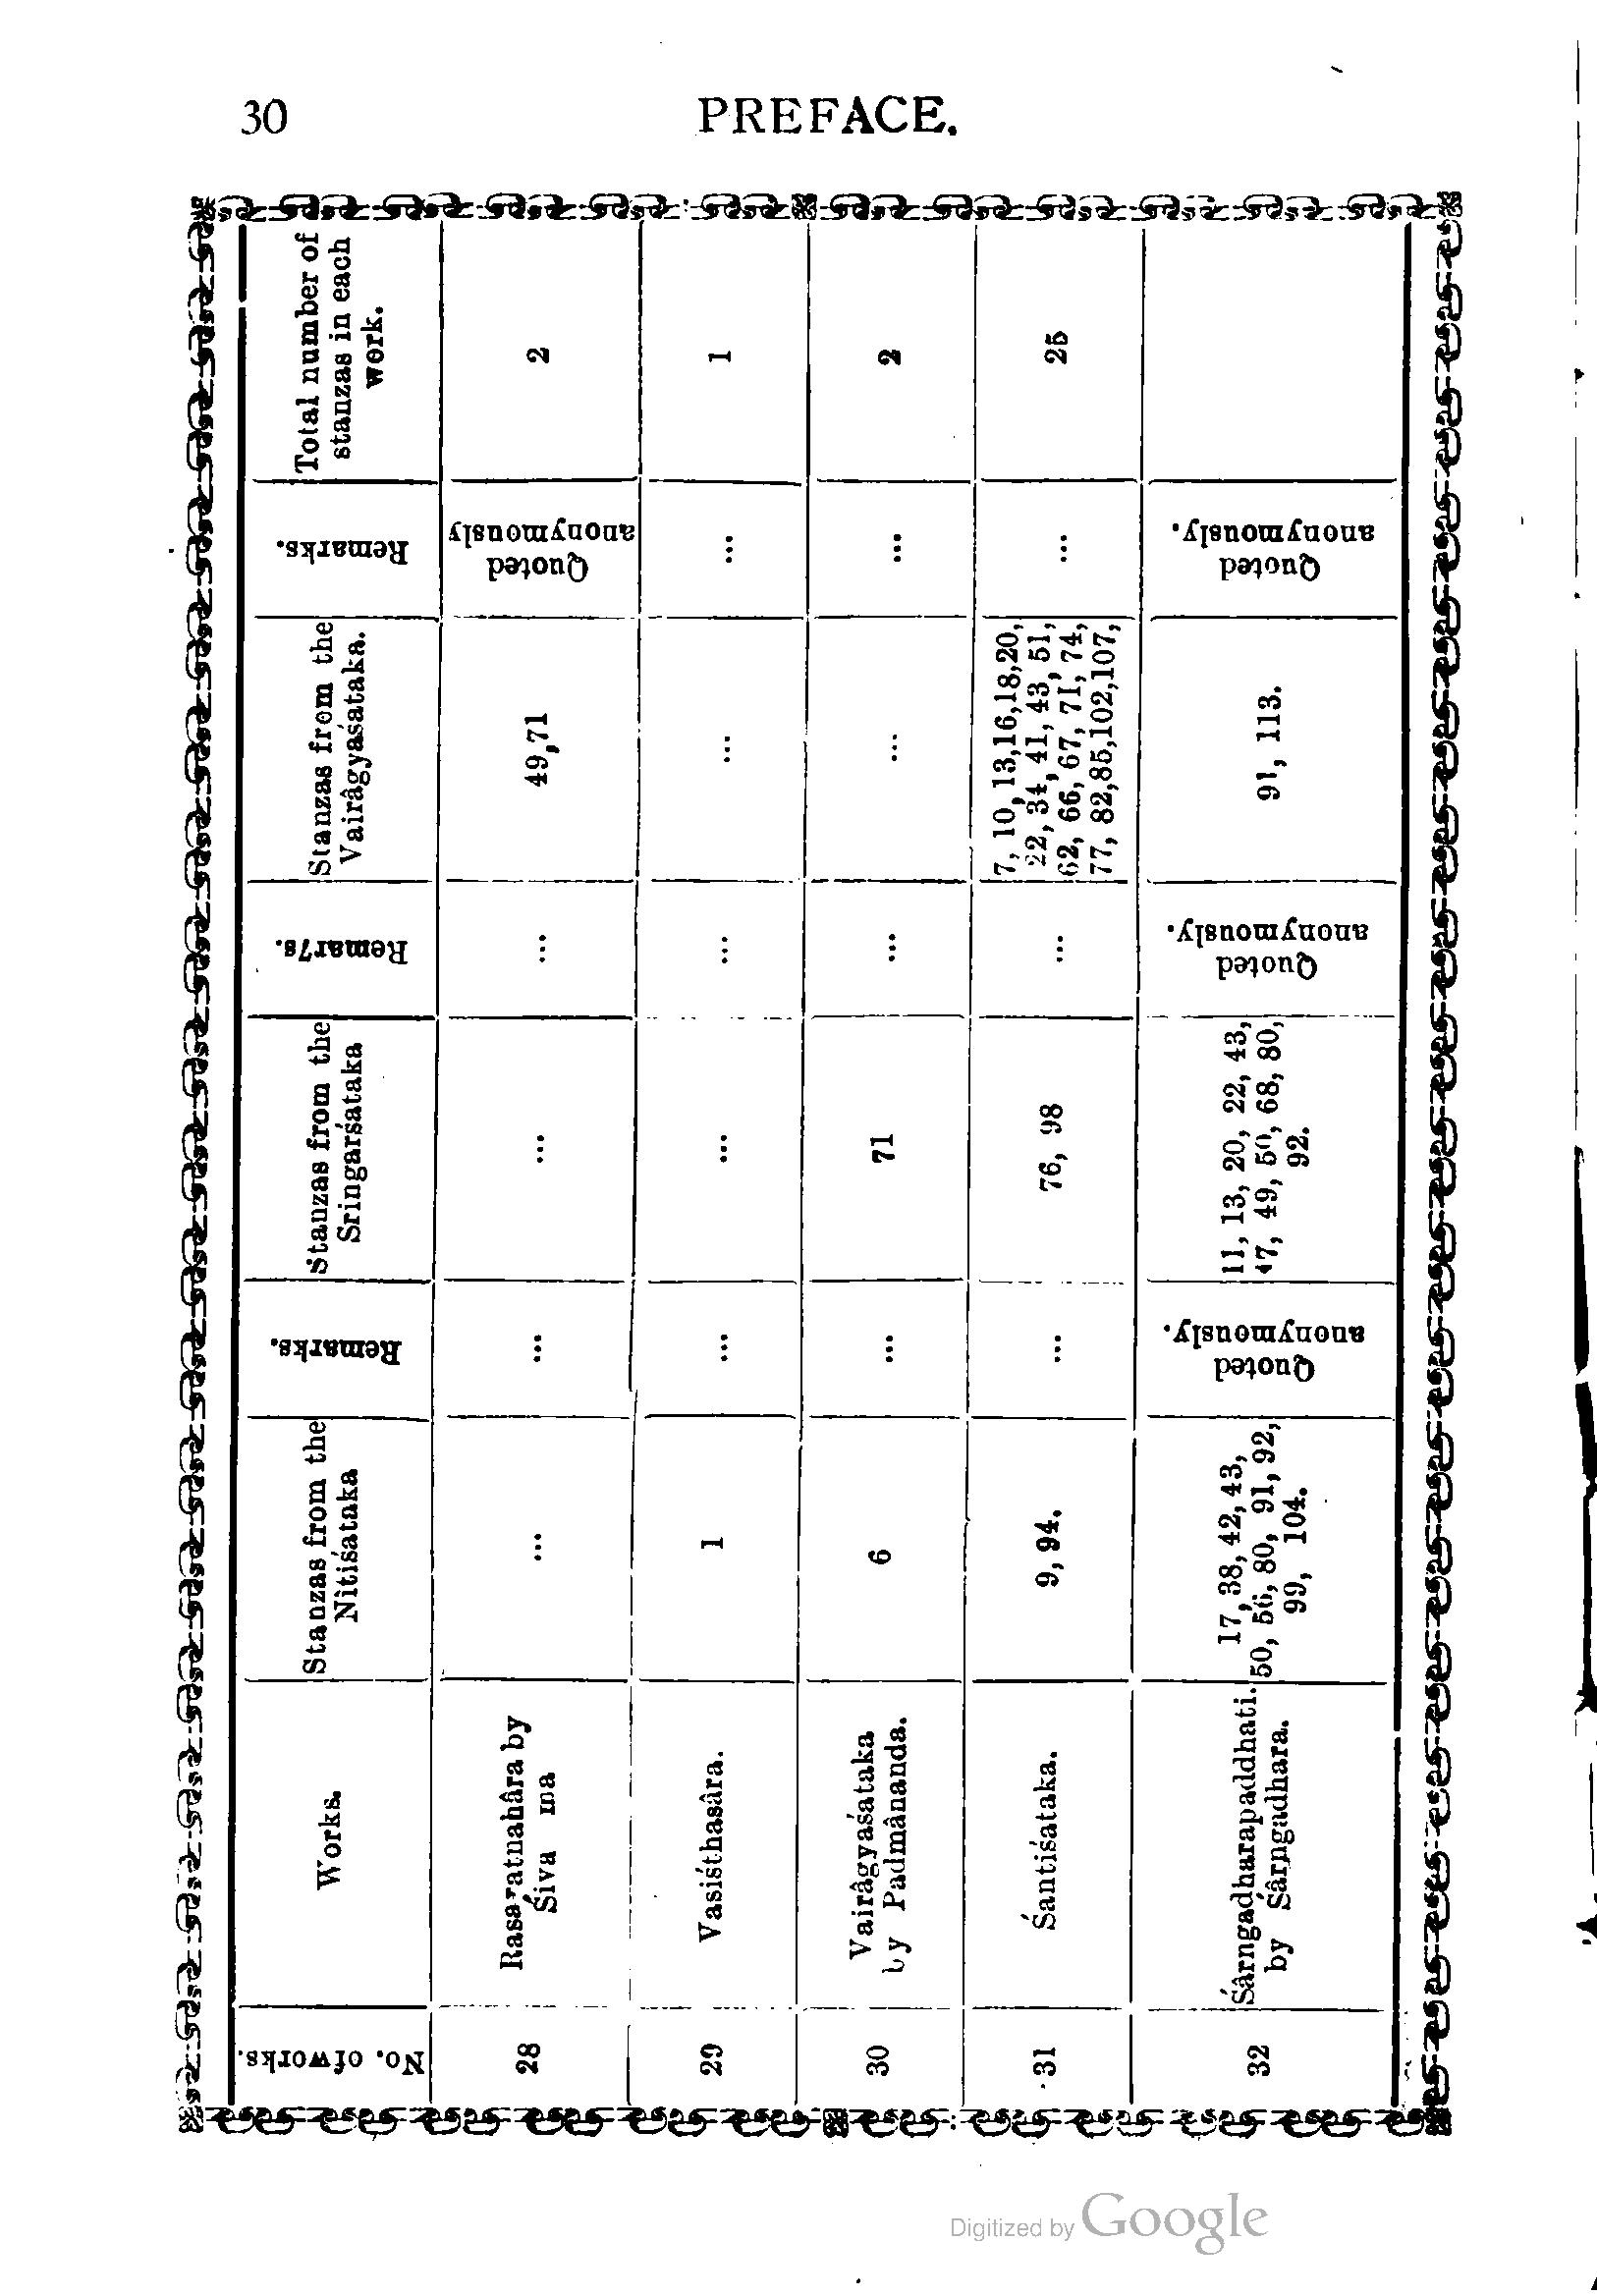 30
PREFACE.
No. of works.
Works.
Stanzas from the
Nîtiśataka
Remarks.
Stanzas from the
Sringarśataka
Remar7s.
Stanzas from the
Vairâgyaśataka.
Remarks.
Total number of
stanzas in each
work.
28
Rasaratnahâra by
Śiva ma
...
...
...
...
49,71
Quoted
anonymously
2
29
Vasiśthasâra.
1
...
...
...
...
...
1
30
Vairâgyaśataka
by Padmânanda.
6
...
71
...
...
...
2
31
Śantiśataka.
9, 94.
...
76, 98
...
7, 10, 13,16,18,20,
22, 34, 41, 43, 51,
62, 66, 67, 71, 74,
77, 82,85,102,107,
...
25
32
Śârngadharapaddhati.
by Śârngadhara.
17, 38, 42, 43,
50, 56, 80, 91, 92,
99, 104.
Quoted
anonymously.
11, 13, 20, 22, 43,
47, 49, 50, 68, 80,
92.
Quoted
anonymously.
91, 113.
Quoted
anonymously.
Digitized by Google